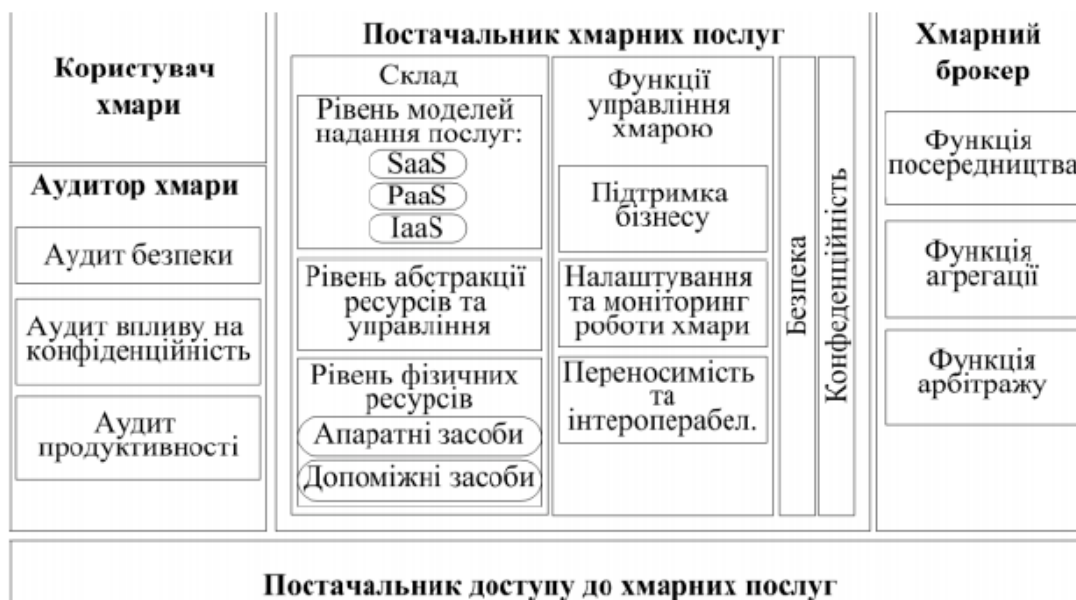 Користувач
хмари
Аудитор хмари
Аудит безпеки
Аудит впливу на
конфіденційність
Аудит
продуктивності
Постачальник хмарних послуг
Склад
Рівень моделей
надання послуг:
SaaS
PaaS
IaaS
Рівень абстракції
ресурсів та
управління
Рівень фізичних
ресурсів
Апаратні засоби
Допоміжні засоби
Функції
управління
хмарою
Підтримка
бізнесу
Налаштування
та моніторинг
роботи хмари
Переносимість
та
інтероперабел.
Безпека
Конфеденційність
Хмарний
брокер
Функція
посередництва
Функція
агрегації
Функція
арбітражу
Постачальник доступу до хмарних послуг